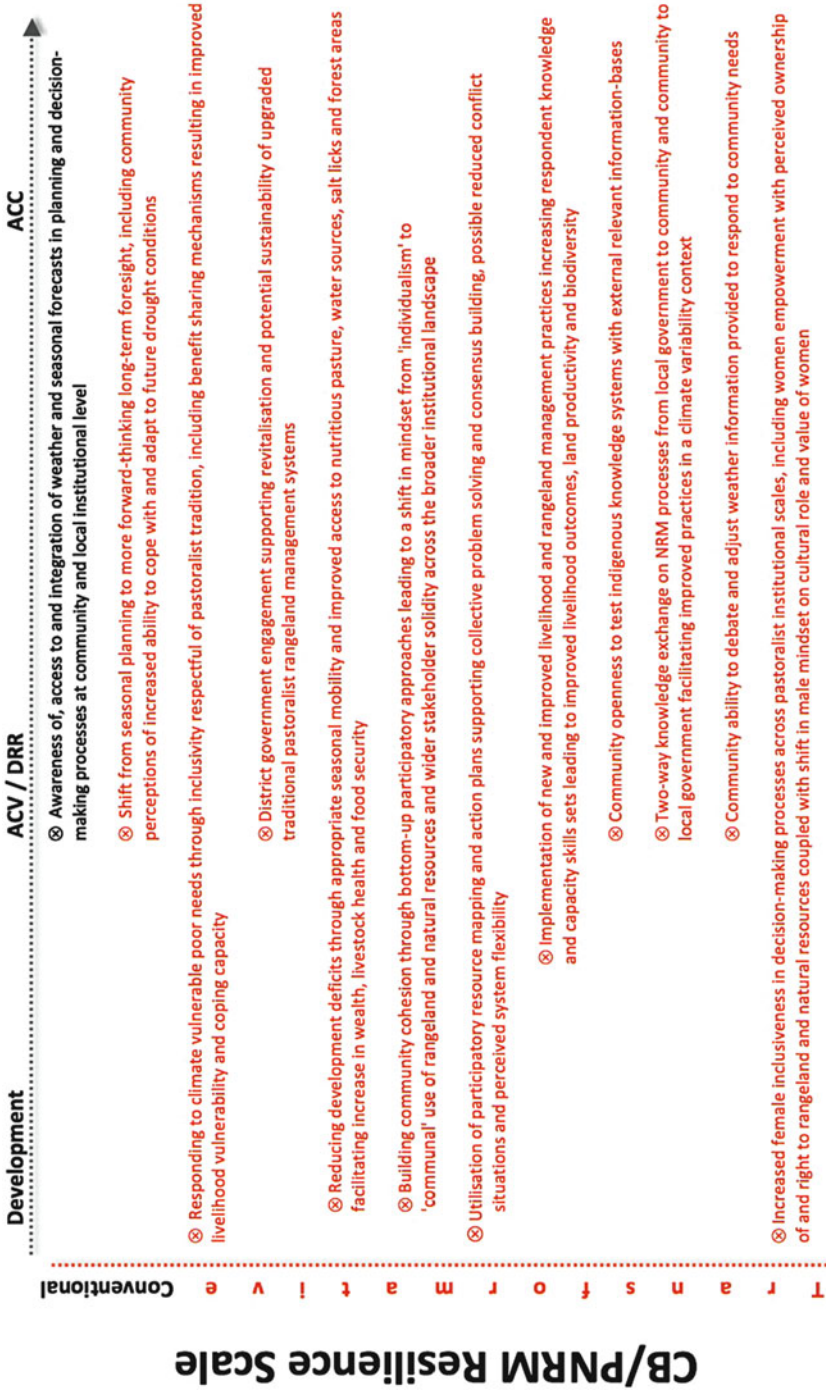 CB/PNRM Resilience Scale
Development ACV / DRR ACC
Conventional
T r a n s f o r m a t i v e
⊗ Awareness of, access to and integration of weather and seasonal forecasts in planning and decision-
making processes at community and local institutional level
⊗ Shift from seasonal planning to more forward-thinking long-term foresight, including community
perceptions of increased ability to cope with and adapt to future drought conditions
⊗ Responding to climate vulnerable poor needs through inclusivity respectful of pastoralist tradition, including benefit sharing mechanisms resulting in improved
livelihood vulnerability and coping capacity
⊗ District government engagement supporting revitalisation and potential sustainability of upgraded
traditional pastoralist rangeland management systems
⊗ Reducing development deficits through appropriate seasonal mobility and improved access to nutritious pasture, water sources, salt licks and forest areas
facilitating increase in wealth, livestock health and food security
⊗ Building community cohesion through bottom-up participatory approaches leading to a shift in mindset from 'individualism' to
'communal' use of rangeland and natural resources and wider stakeholder solidity across the broader institutional landscape
⊗ Utilisation of participatory resource mapping and action plans supporting collective problem solving and consensus building, possible reduced conflict
situations and perceived system flexibility
⊗ Implementation of new and improved livelihood and rangeland management practices increasing respondent knowledge
and capacity skills sets leading to improved livelihood outcomes, land productivity and biodiversity
⊗ Community openness to test indigenous knowledge systems with external relevant information-bases
⊗ Two-way knowledge exchange on NRM processes from local government to community and community to
local government facilitating improved practices in a climate variability context
⊗ Community ability to debate and adjust weather information provided to respond to community needs
⊗ Increased female inclusiveness in decision-making processes across pastoralist institutional scales, including women empowerment with perceived ownership
of and right to rangeland and natural resources coupled with shift in male mindset on cultural role and value of women